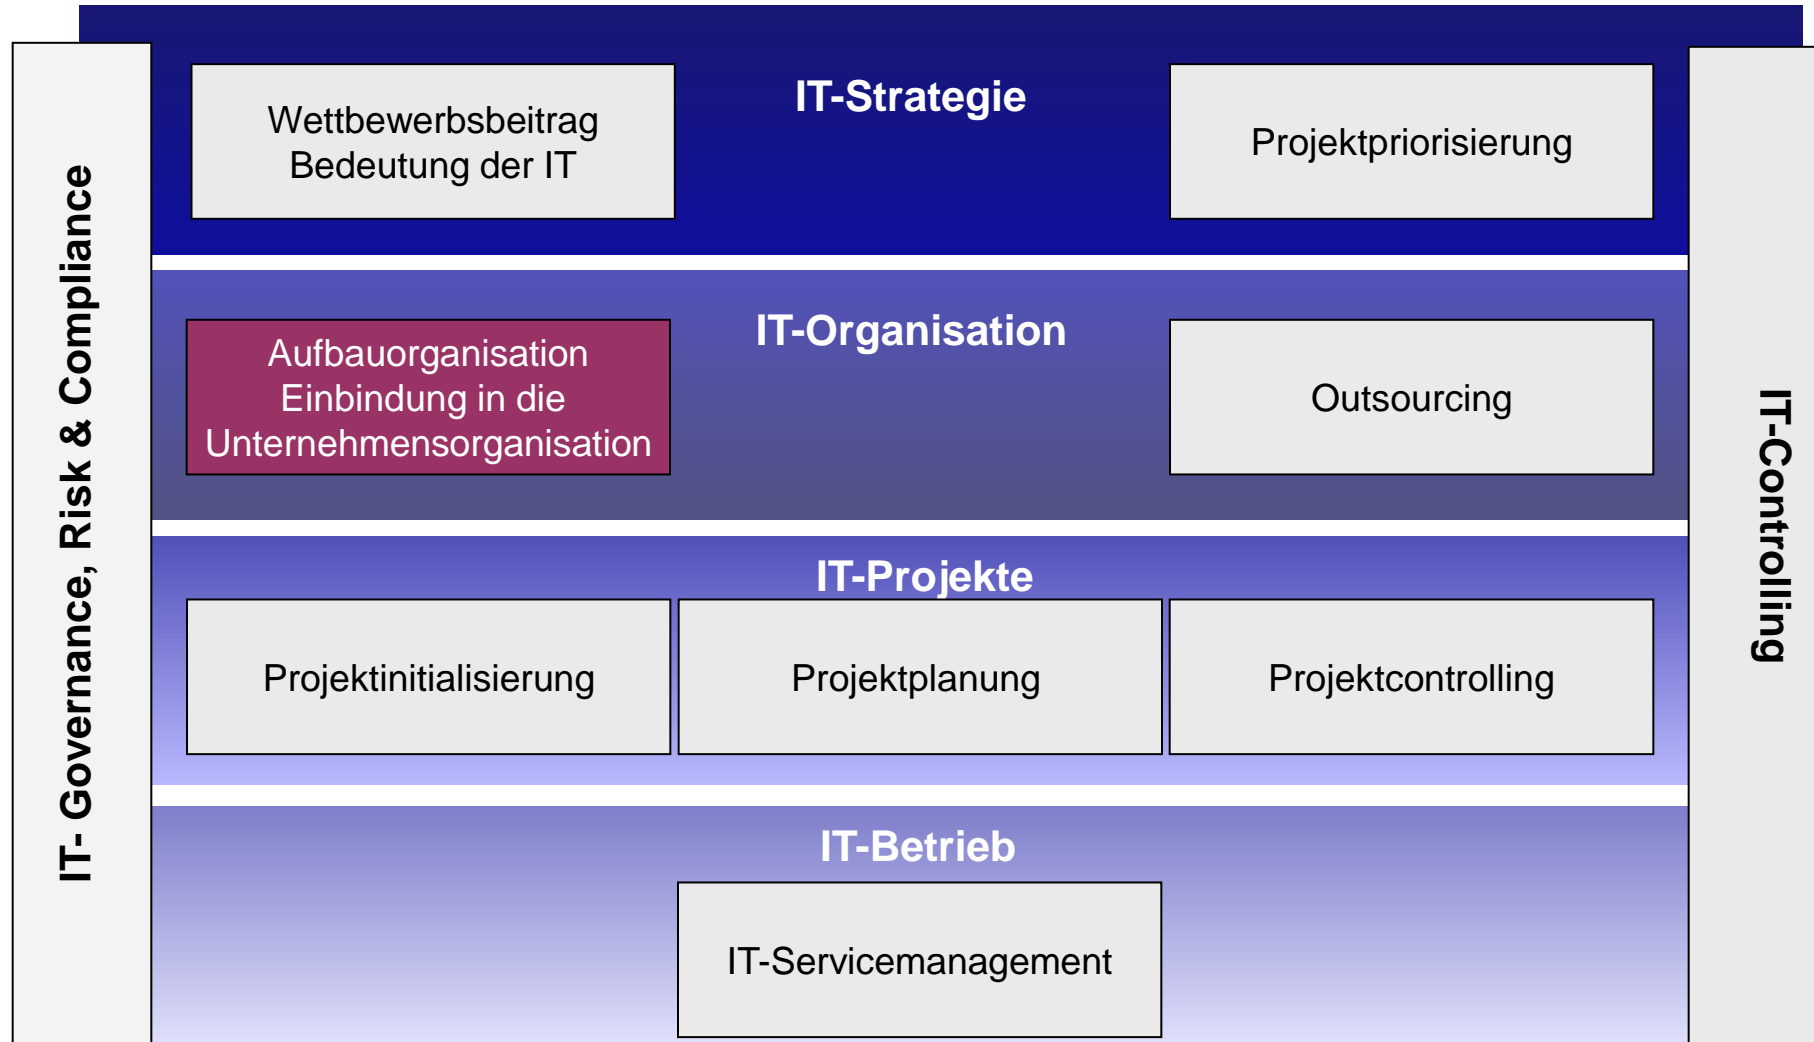 IT- Governance, Risk & Compliance
IT-Strategie
Wettbewerbsbeitrag
Bedeutung der IT
Projektpriorisierung
IT-Organisation
Aufbauorganisation
Einbindung in die
Unternehmensorganisation
Outsourcing
IT-Projekte
Projektinitialisierung
Projektplanung
Projektcontrolling
IT-Betrieb
IT-Servicemanagement
IT-Controlling